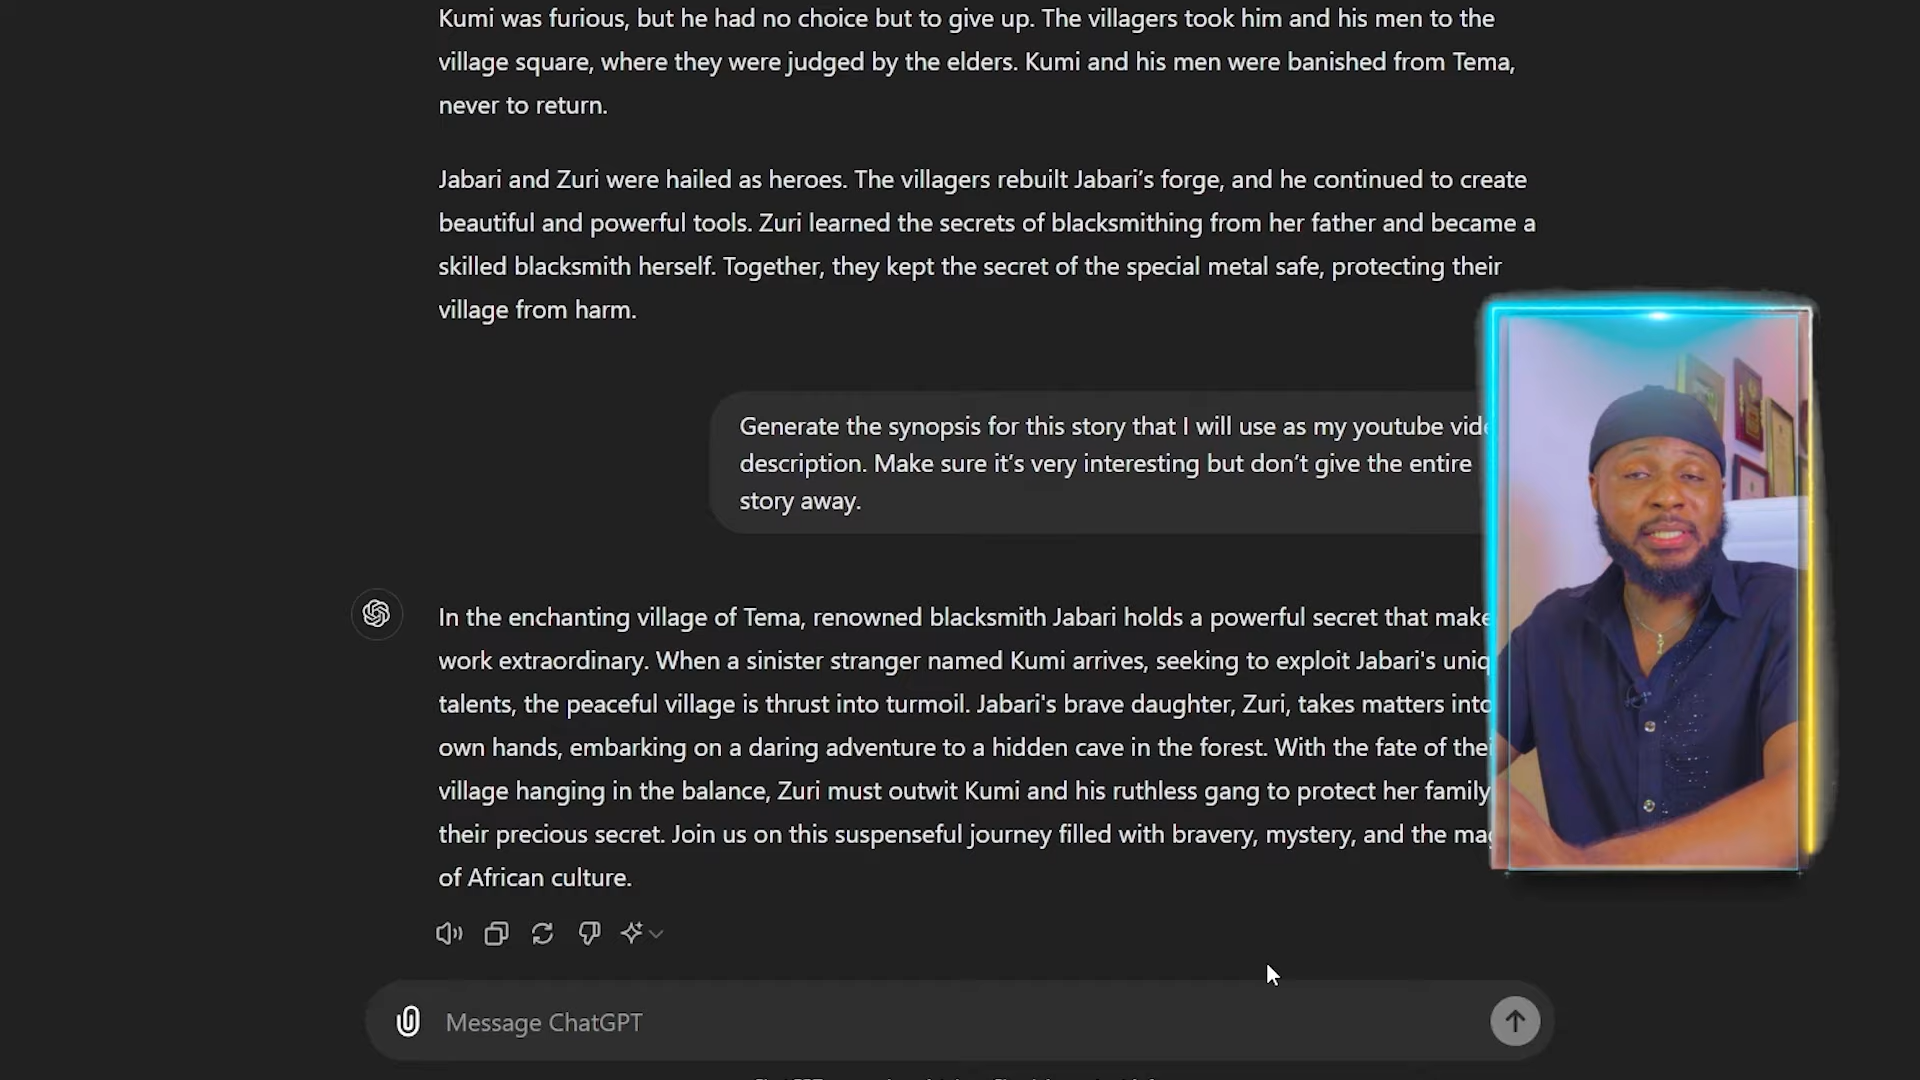 Kumi was furious, but he had no choice but to give up. The villagers took him and his men to the
village square, where they were judged by the elders. Kumi and his men were banished from Tema,
never to return.
Jabari and Zuri were hailed as heroes. The villagers rebuilt Jabari’s forge, and he continued to create
beautiful and powerful tools. Zuri learned the secrets of blacksmithing from her father and became a
skilled blacksmith herself. Together, they kept the secret of the special metal safe, protecting their
village from harm.
Generate the synopsis for this story that I will use as my youtube
description. Make sure it’s very interesting but don’t give the entire
story away.
In the enchanting village of Tema, renowned blacksmith Jabari holds a powerful secret that
work extraordinary. When a sinister stranger named Kumi arrives, seeking to exploit Jabari's
talents, the peaceful village is thrust into turmoil. Jabari's brave daughter, Zuri, takes matters into
own hands, embarking on a daring adventure to a hidden cave in the forest. With the fate of
village hanging in the balance, Zuri must outwit Kumi and his ruthless gang to protect her family
their precious secret. Join us on this suspenseful journey filled with bravery, mystery, and the
of African culture.
Message ChatGPT